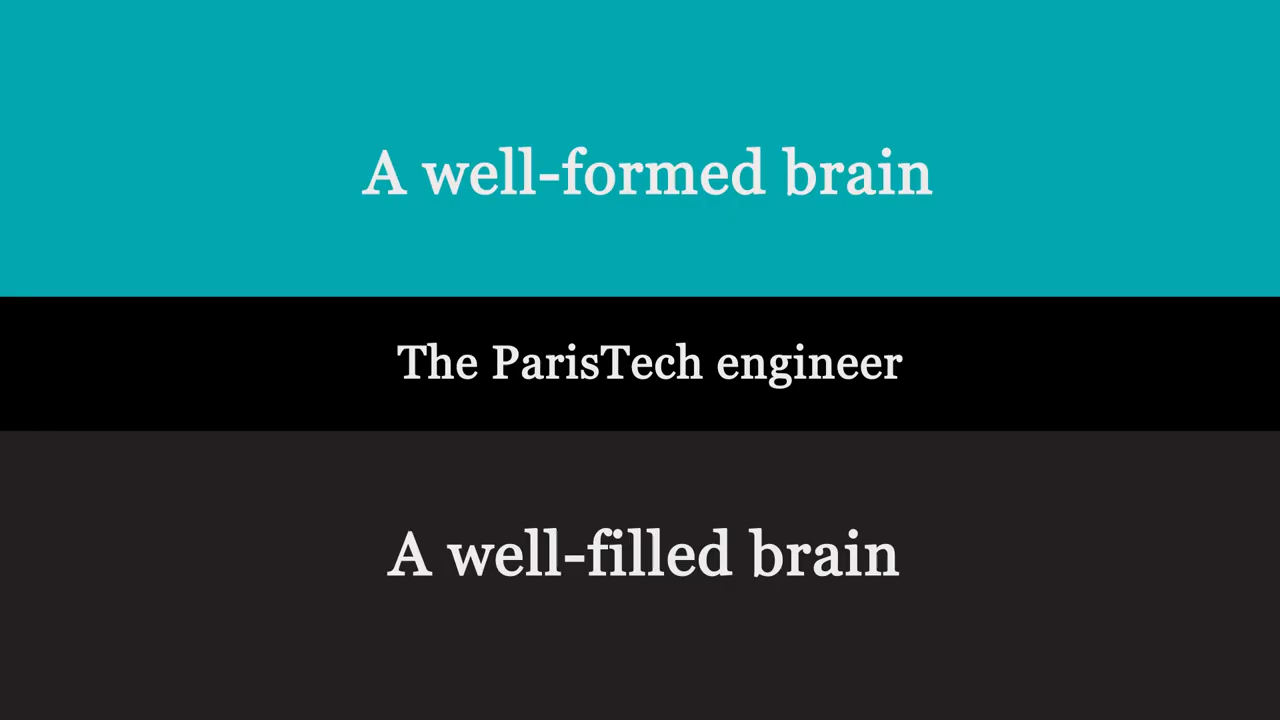 A well-formed brain
The ParisTech engineer
A well-filled brain